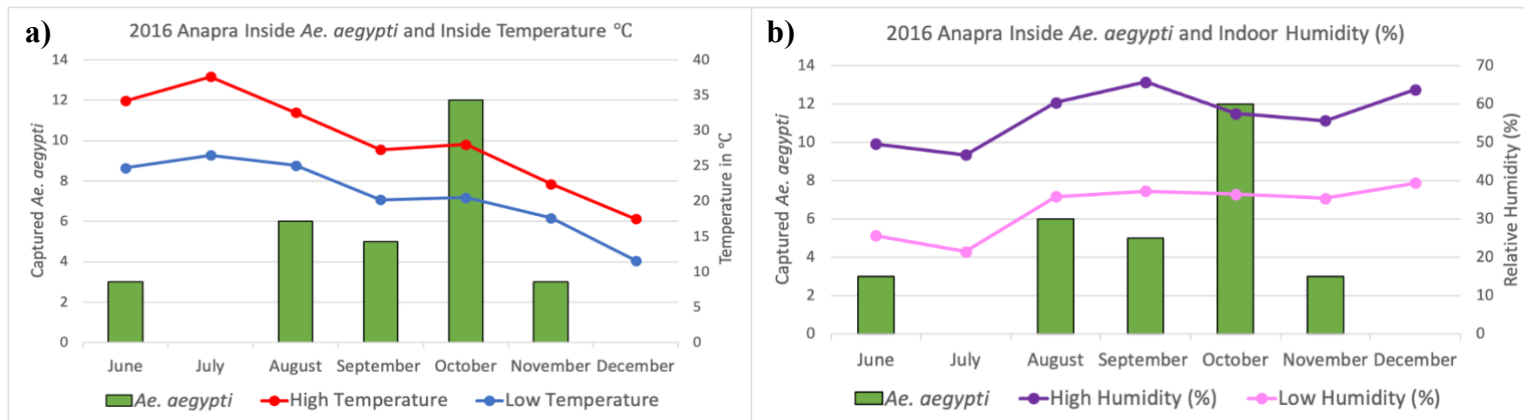 a)
2016 Anapra Inside Ae. aegypti and Inside Temperature °C
14
12
10
8
6
4
2
0
Captured Ae. aegypti
40
35
30
25
20
15
10
5
0
Temperature in °C
June July August September October November December
Ae. aegypti High Temperature Low Temperature
b)
2016 Anapra Inside Ae. aegypti and Indoor Humidity (%)
14
12
10
8
6
4
2
0
Captured Ae. aegypti
70
60
50
40
30
20
10
0
Relative Humidity (%)
June July August September October November December
Ae. aegypti High Humidity (%) Low Humidity (%)